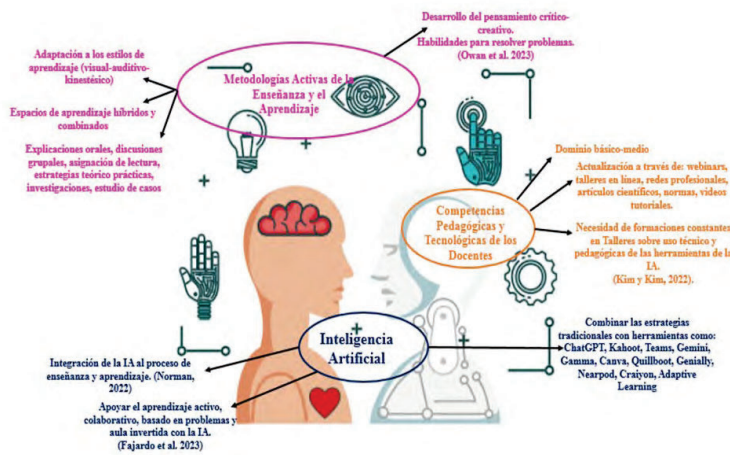 Desarrollo del pensamiento crítico-
creativo.
Habilidades para resolver problemas.
(Owan et al. 2023)
Adaptación a los estilos de
aprendizaje (visual-auditivo-
kinestésico)
Metodologías Activas de la
Enseñanza y el
Aprendizaje
Espacios de aprendizaje híbridos y
combinados
Explicaciones orales, discusiones
grupales, asignación de lectura,
estrategias teórico prácticas,
investigaciones, estudio de casos
Dominio básico-medio
Actualización a través de: webinars,
talleres en línea, redes profesionales,
artículos científicos, normas, videos
tutoriales.
Competencias
Pedagógicas y
Tecnológicas de los
Docentes
Necesidad de formaciones constantes
en Talleres sobre uso técnico y
pedagógicas de las herramientas de la
IA.
(Kim y Kim, 2022).
Inteligencia
Artificial
Combinar las estrategias
tradicionales con herramientas como:
ChatGPT, Kahoot, Teams, Gemini,
Gamma, Canva, Quillboot, Genially,
Nearpod, Craiyon, Adaptive
Learning
Integración de la IA al proceso de
enseñanza y aprendizaje. (Norman,
2022)
Apoyar el aprendizaje activo,
colaborativo, basado en problemas y
aula invertida con la IA.
(Fajardo et al. 2023)